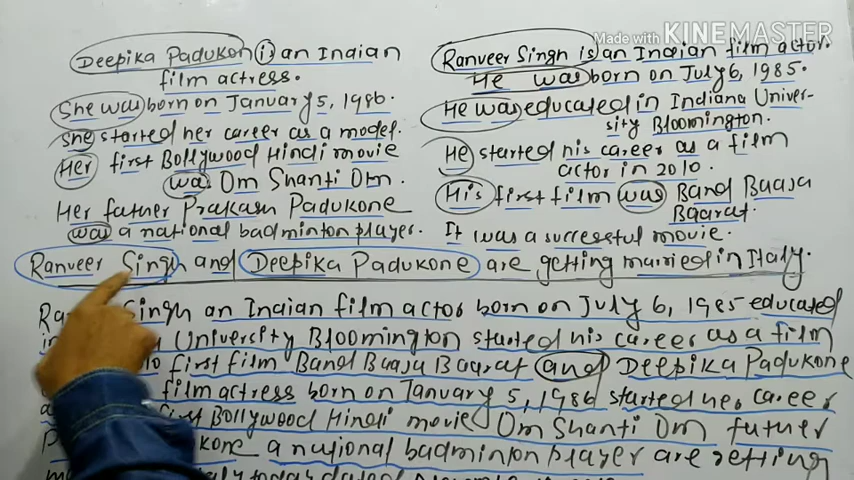 Made with KINEMASTER
Deepika Padukon is an Indian
film actress.
She was born on January 5, 1986.
she started her career as a model.
Her first Bollywood Hindi movie
was Om Shanti Om.
Her father Prakash Padukone
was a national badminton player.
Ranveer Singh is an Indian film actor.
He was born on July 6, 1985.
He was educated in Indiana Univer-
sity Bloomington.
He started his career as a film
actor in 2010.
His first film was Band Baaja
Baarat.
It was a successful movie.
Ranveer Singh and Deepika Padukone are getting married in Italy.
Singh an Indian film actor born on July 6, 1985 educated
University Bloomington started his career as a film
first film Band Baaja Baarat and Deepika Padukone
film actress born on January 5, 1986 started her career
first Bollywood Hindi movie Om Shanti Om father
a national badminton player are getting